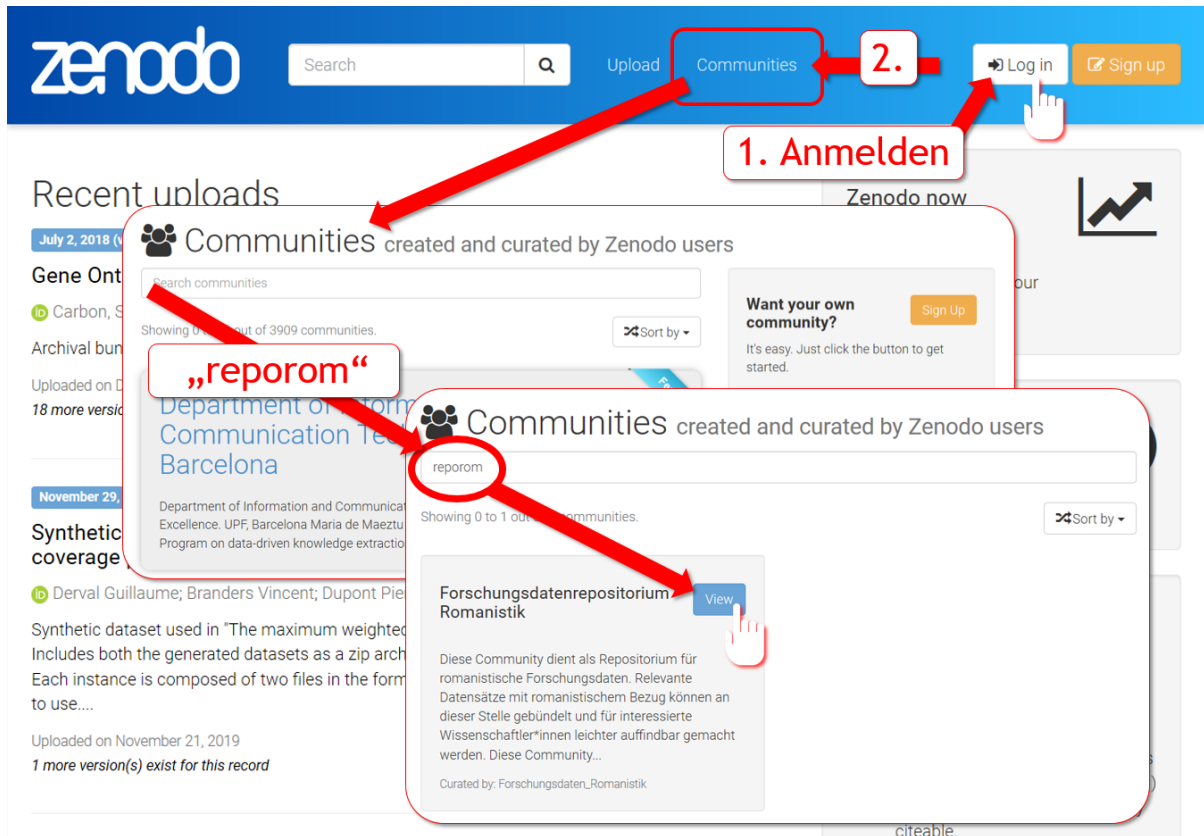 zenodo
Search
Upload
Communities
2.
Log in
Sign up
1. Anmelden
Recent uploads
Zenodo now
July 2, 2018 (v
Gene Ont
our
Carbon, S
Archival bun
Uploaded on D
18 more versio
Communities created and curated by Zenodo users
Search communities
Showing 0 out of 3909 communities.
Sort by
Want your own
community?
Sign Up
It's easy. Just click the button to get
started.
„reporom“
Department of Inform
Communication Tec
Barcelona
Department of Information and Communicat
Excellence. UPF, Barcelona Maria de Maeztu
Program on data-driven knowledge extractio
Communities created and curated by Zenodo users
reporom
Showing 0 to 1 out communities.
Sort by
Forschungsdatenrepositorium
Romanistik
View
Diese Community dient als Repositorium für
romanistische Forschungsdaten. Relevante
Datensätze mit romanistischem Bezug können an
dieser Stelle gebündelt und für interessierte
Wissenschaftler*innen leichter auffindbar gemacht
werden. Diese Community...
Curated by: Forschungsdaten_Romanistik
November 29,
Synthetic
coverage
Derval Guillaume; Branders Vincent; Dupont Pie
Synthetic dataset used in "The maximum weighted
Includes both the generated datasets as a zip arch
Each instance is composed of two files in the form
to use....
Uploaded on November 21, 2019
1 more version(s) exist for this record
citeable.